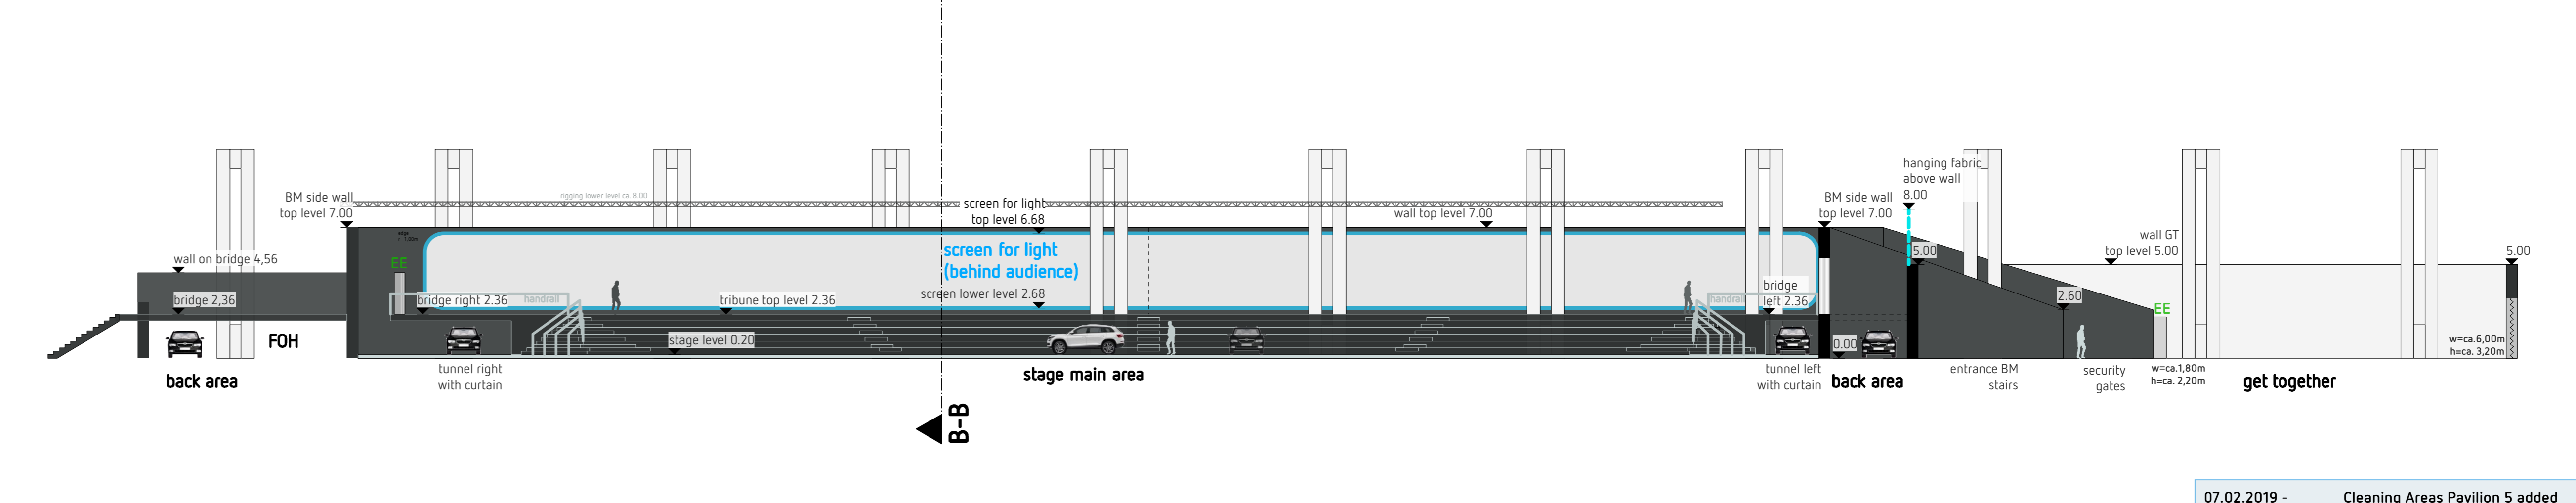 hanging fabric
above wall
8.00
BM side wall
top level 7.00
rigging lower level ca. 8.00
screen for light
top level 6.68
wall top level 7.00
BM side wall
top level 7.00
wall GT
top level 5.00
5.00
5.00
wall on bridge 4,56
EE
screen for light
(behind audience)
bridge 2,36
bridge right 2.36
handrail
tribune top level 2.36
screen lower level 2.68
handrail
bridge
left 2.36
2.60
EE
FOH
stage level 0.20
0.00
w=ca.6,00m
h=ca. 3,20m
back area
tunnel right
with curtain
stage main area
tunnel left
with curtain
back area
entrance BM
stairs
security
gates
w=ca.1,80m
h=ca. 2,20m
get together
B-B
07.02.2019 -
Cleaning Areas Pavilion 5 added